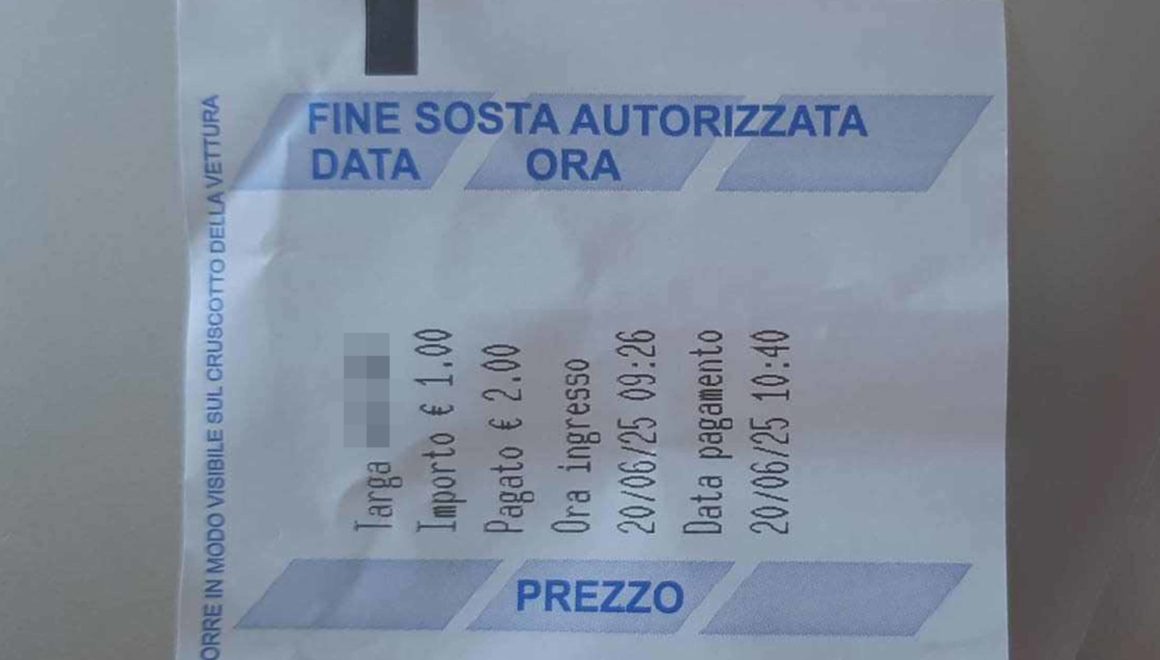 FINE SOSTA AUTORIZZATA
DATA ORA
Targa
Importo € 1.00
Pagato € 2.00
Ora ingresso
20/06/25 09:26
Data pagamento
20/06/25 10:40
PREZZO
ORRE IN MODO VISIBILE SUL CRUSCOTTO DELLA VETTURA